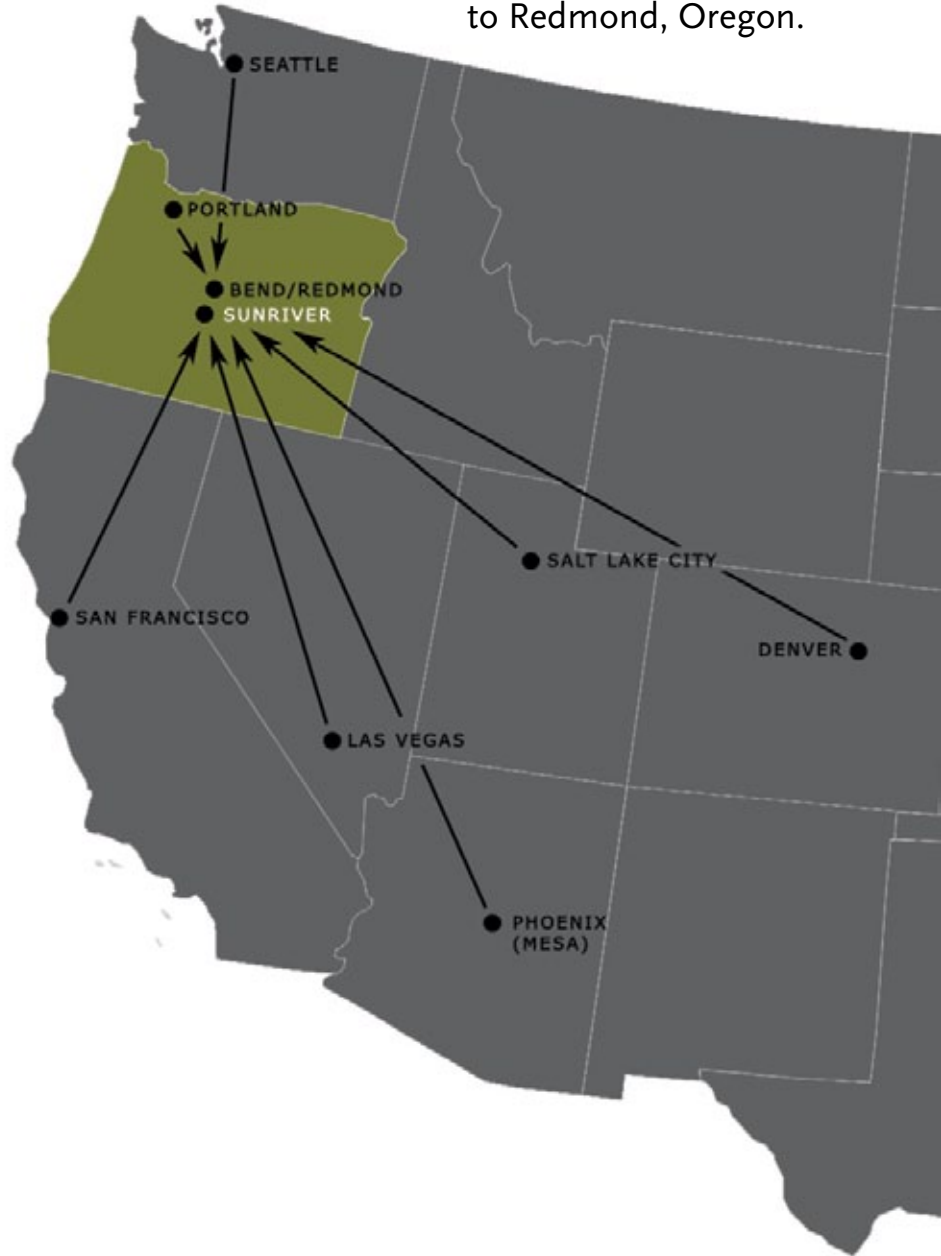 to Redmond, Oregon.
SEATTLE
PORTLAND
BEND/REDMOND
SUNRIVER
SALT LAKE CITY
SAN FRANCISCO
DENVER
LAS VEGAS
PHOENIX
(MESA)